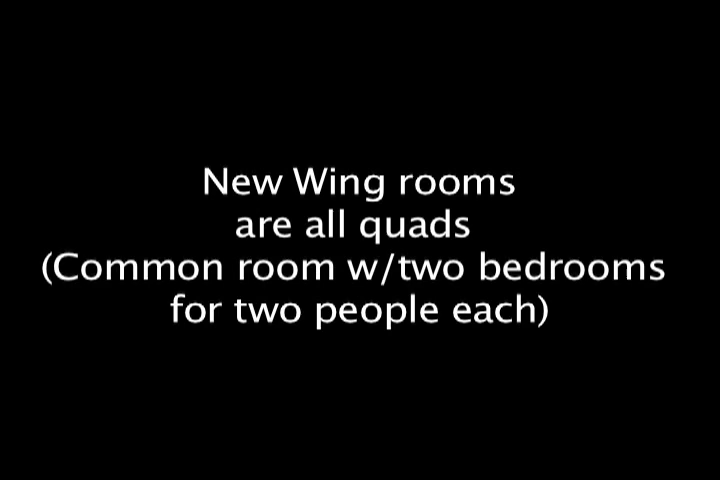 New Wing rooms
are all quads
(Common room w/two bedrooms
for two people each)